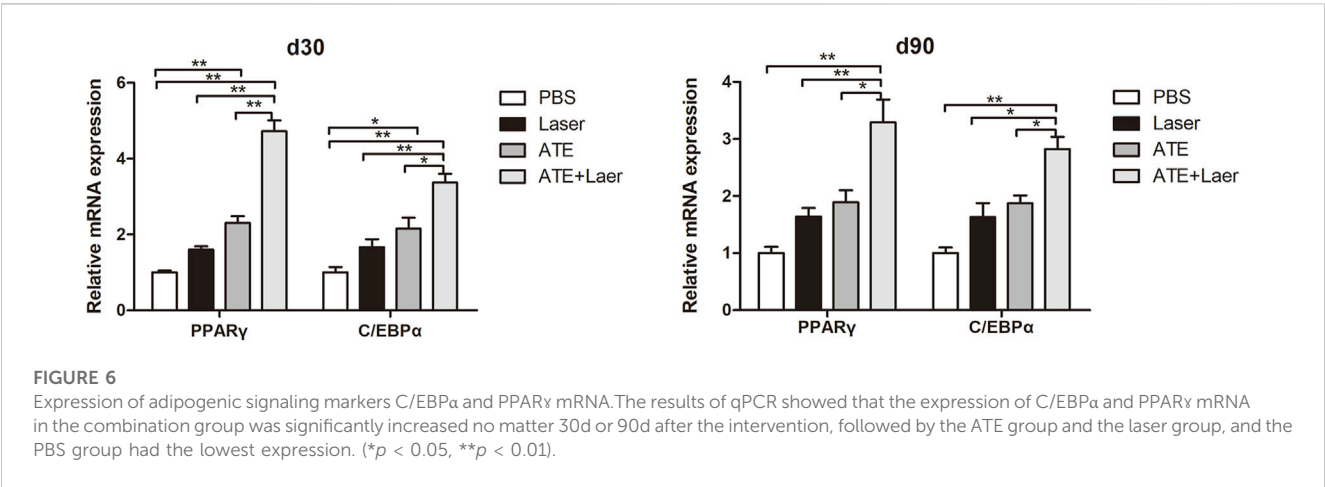 d30
Relative mRNA expression
6
4
2
0
**
**
**
**
*
**
**
*
PPARγ
C/EBPα
PBS
Laser
ATE
ATE+Laer
d90
Relative mRNA expression
4
3
2
1
0
**
**
*
**
*
*
PPARγ
C/EBPα
PBS
Laser
ATE
ATE+Laer
FIGURE 6
Expression of adipogenic signaling markers C/EBPα and PPARɤ mRNA.The results of qPCR showed that the expression of C/EBPα and PPARɤ mRNA
in the combination group was significantly increased no matter 30d or 90d after the intervention, followed by the ATE group and the laser group, and the
PBS group had the lowest expression. (*p < 0.05, **p < 0.01).